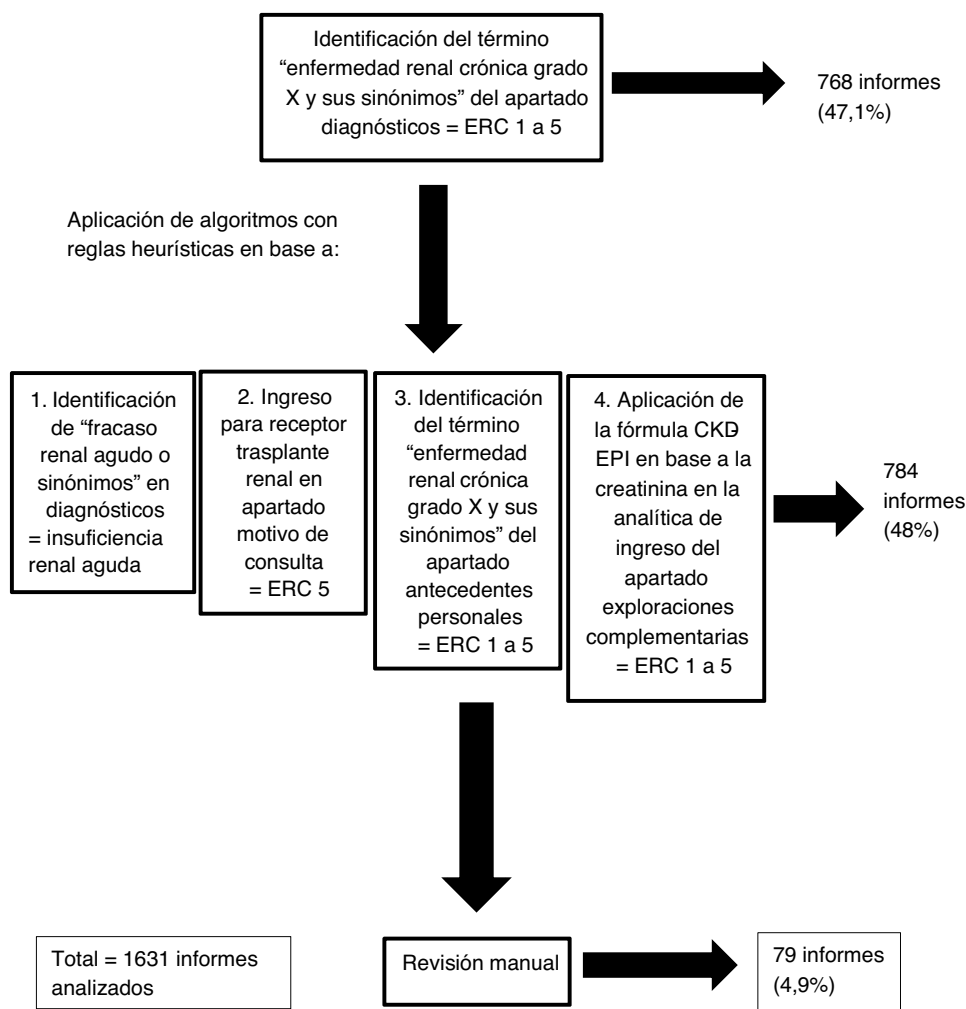 Identificación del término
“enfermedad renal crónica grado
X y sus sinónimos” del apartado
diagnósticos = ERC 1 a 5
768 informes
(47,1%)
Aplicación de algoritmos con
reglas heurísticas en base a:
1. Identificación
de “fracaso
renal agudo o
sinónimos” en
diagnósticos
= insuficiencia
renal aguda
2. Ingreso
para receptor
trasplante
renal en
apartado
motivo de
consulta
= ERC 5
3. Identificación
del término
“enfermedad
renal crónica
grado X y sus
sinónimos” del
apartado
antecedentes
personales
= ERC 1 a 5
4. Aplicación de
la fórmula CKD-
EPI en base a la
creatinina en la
analítica de
ingreso del
apartado
exploraciones
complementarias
= ERC 1 a 5
784
informes
(48%)
Total = 1631 informes
analizados
Revisión manual
79 informes
(4,9%)